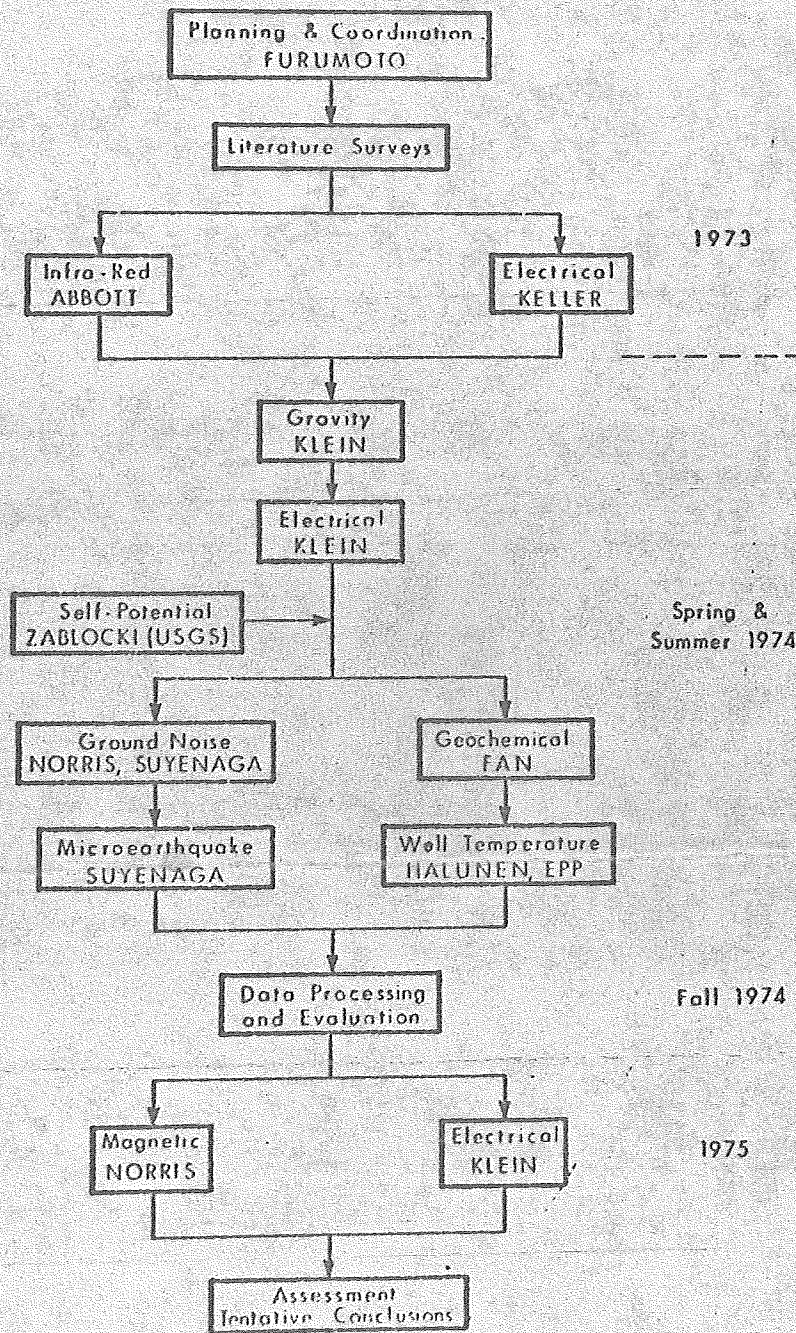 Planning & Coordination
FURUMOTO
Literature Surveys
1973
Infra-Red
ABBOTT
Electrical
KELLER
Gravity
KLEIN
Electrical
KLEIN
Self-Potential
ZABLOCKI (USGS)
Spring &
Summer 1974
Ground Noise
NORRIS, SUYENAGA
Geochemical
FAN
Microearthquake
SUYENAGA
Well Temperature
HALUNEN, EPP
Data Processing
and Evaluation
Fall 1974
Magnetic
NORRIS
Electrical
KLEIN
1975
Assessment
Tentative Conclusions